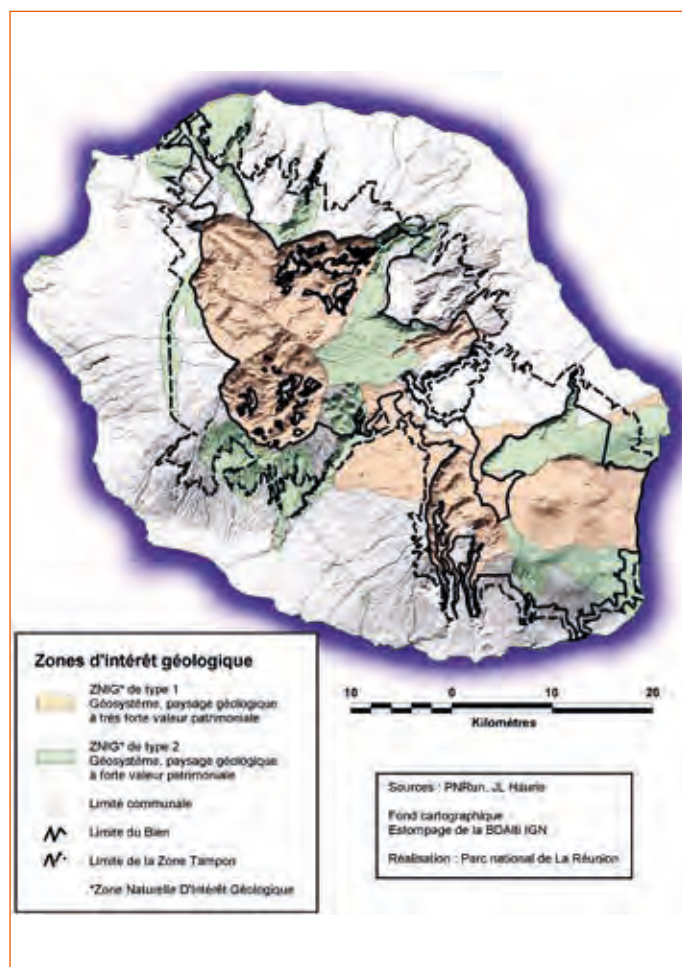 Zones d'intérêt géologique
ZNIG* de type 1
Géosystème, paysage géologique
à très forte valeur patrimoniale
ZNIG* de type 2
Géosystème, paysage géologique
à forte valeur patrimoniale
Limite communale
Limite du Bien
Limite de la Zone Tampon
*Zone Naturelle D'Intérêt Géologique
10 0 10 20
Kilomètres
Sources : PNRun, JL Haurie
Fond cartographique
Estompage de la BDAlti IGN
Réalisation : Parc national de La Réunion